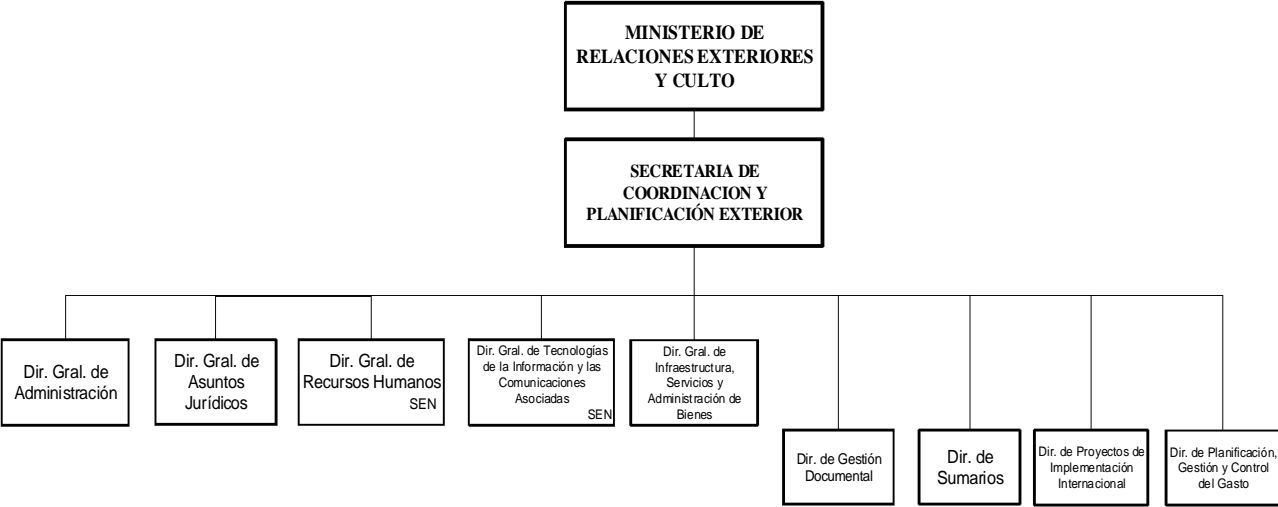 MINISTERIO DE
RELACIONES EXTERIORES
Y CULTO
SECRETARIA DE
COORDINACION Y
PLANIFICACIÓN EXTERIOR
Dir. Gral. de
Administración
Dir. Gral. de
Asuntos
Jurídicos
Dir. Gral. de
Recursos Humanos
SEN
Dir. Gral. de Tecnologías
de la Información y las
Comunicaciones
Asociadas
SEN
Dir. Gral. de
Infraestructura,
Servicios y
Administración de
Bienes
Dir. de Gestión
Documental
Dir. de
Sumarios
Dir. de Proyectos de
Implementación
Internacional
Dir. de Planificación,
Gestión y Control
del Gasto